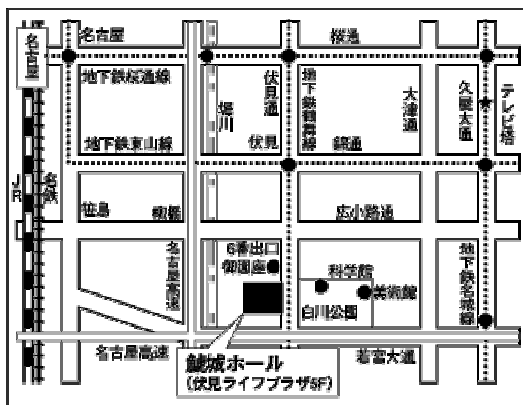 名古屋
名古屋
桜通
地下鉄桜通線
地下鉄東山線
堀川
伏見通
伏見
地下鉄鶴舞線
錦通
大津通
久屋大通
テレビ塔
JR
名鉄
笹島
柳橋
広小路通
名古屋高速
6番出口
御園座
科学館
美術館
白川公園
地下鉄名城線
名古屋高速
若宮大通
鯱城ホール
(伏見ライフプラザ5F)